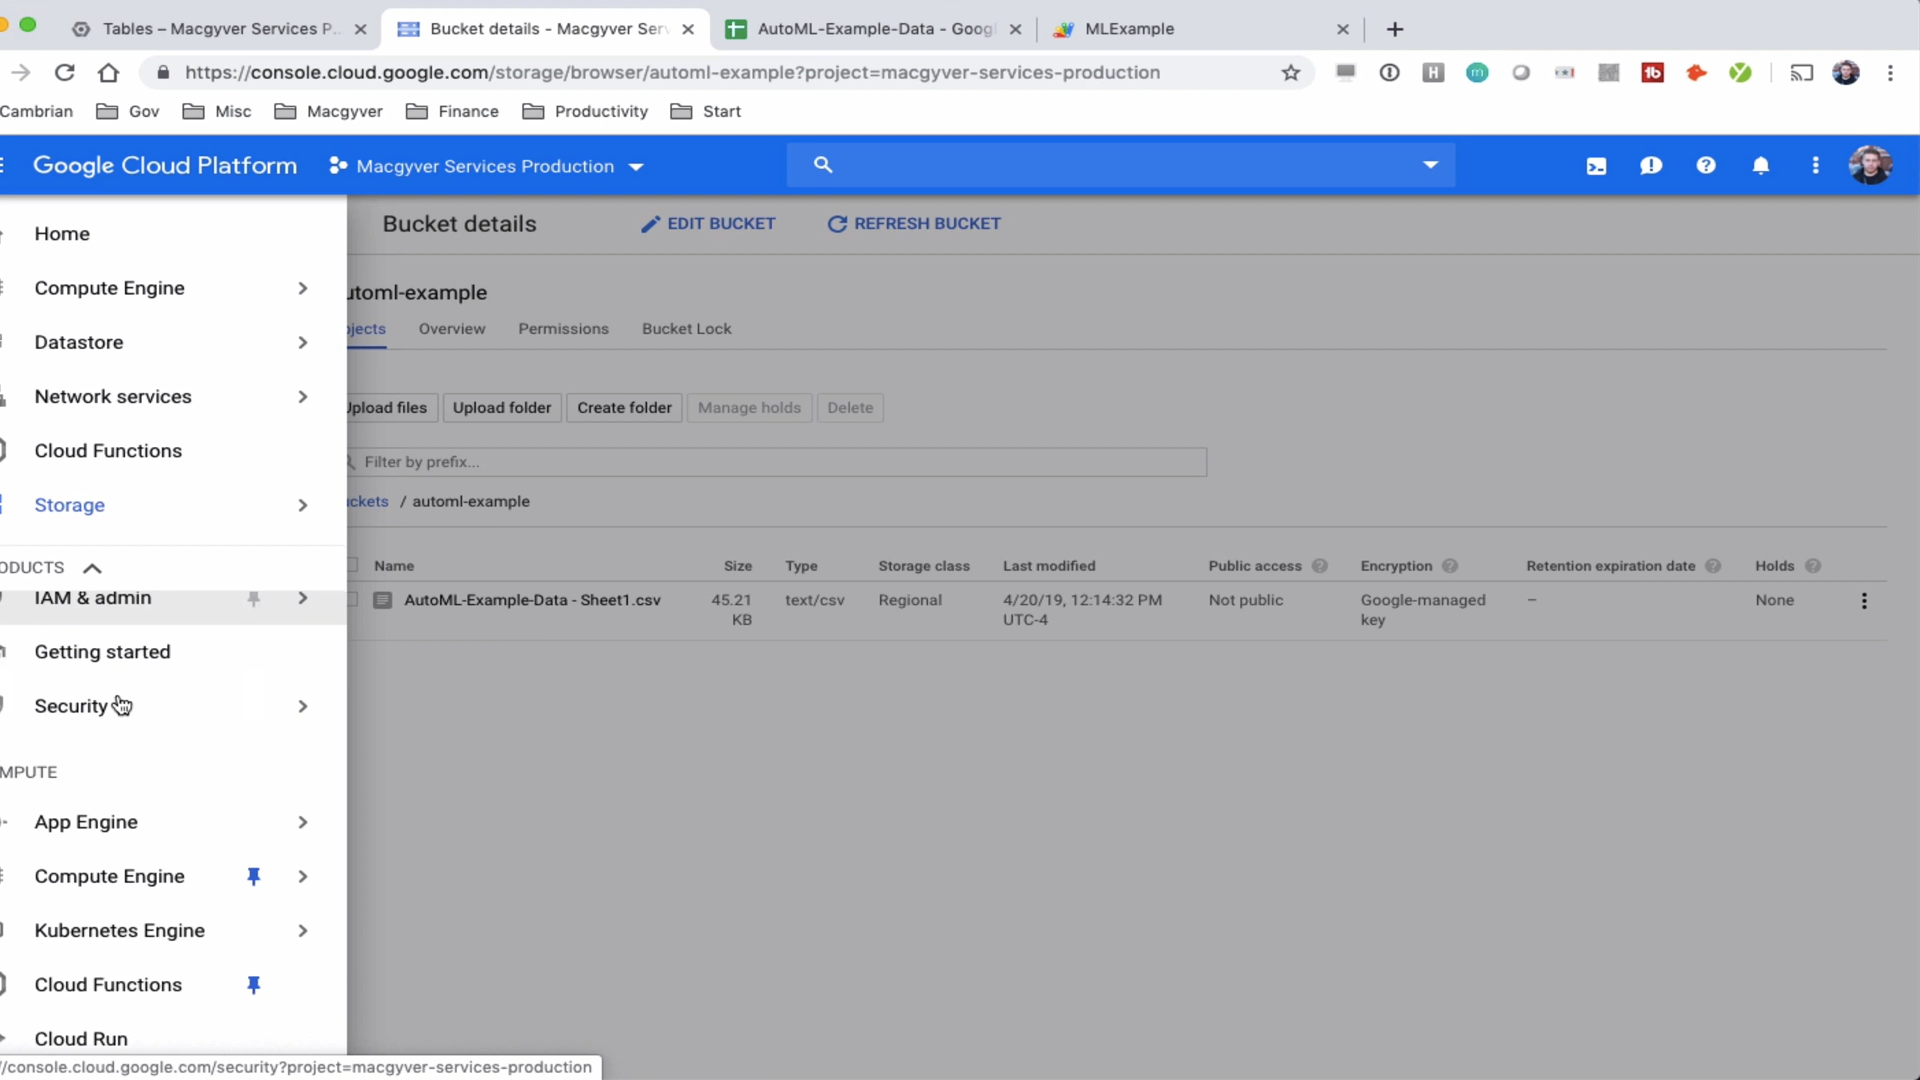 Tables – Macgyver Services P
Bucket details - Macgyver Ser
AutoML-Example-Data - Goog
MLExample
https://console.cloud.google.com/storage/browser/automl-example?project=macgyver-services-production
Cambrian
Gov
Misc
Macgyver
Finance
Productivity
Start
Google Cloud Platform
Macgyver Services Production
Home
Compute Engine
Datastore
Network services
Cloud Functions
Storage
ODUCTS
IAM & admin
Getting started
Security
MPUTE
App Engine
Compute Engine
Kubernetes Engine
Cloud Functions
Cloud Run
Bucket details
EDIT BUCKET
REFRESH BUCKET
utoml-example
bjects
Overview
Permissions
Bucket Lock
Upload files
Upload folder
Create folder
Manage holds
Delete
Filter by prefix...
uckets / automl-example
Name Size Type Storage class Last modified Public access Encryption Retention expiration date Holds
AutoML-Example-Data - Sheet1.csv 45.21 text/csv Regional 4/20/19, 12:14:32 PM Not public Google-managed – None
KB UTC-4 key
//console.cloud.google.com/security?project=macgyver-services-production